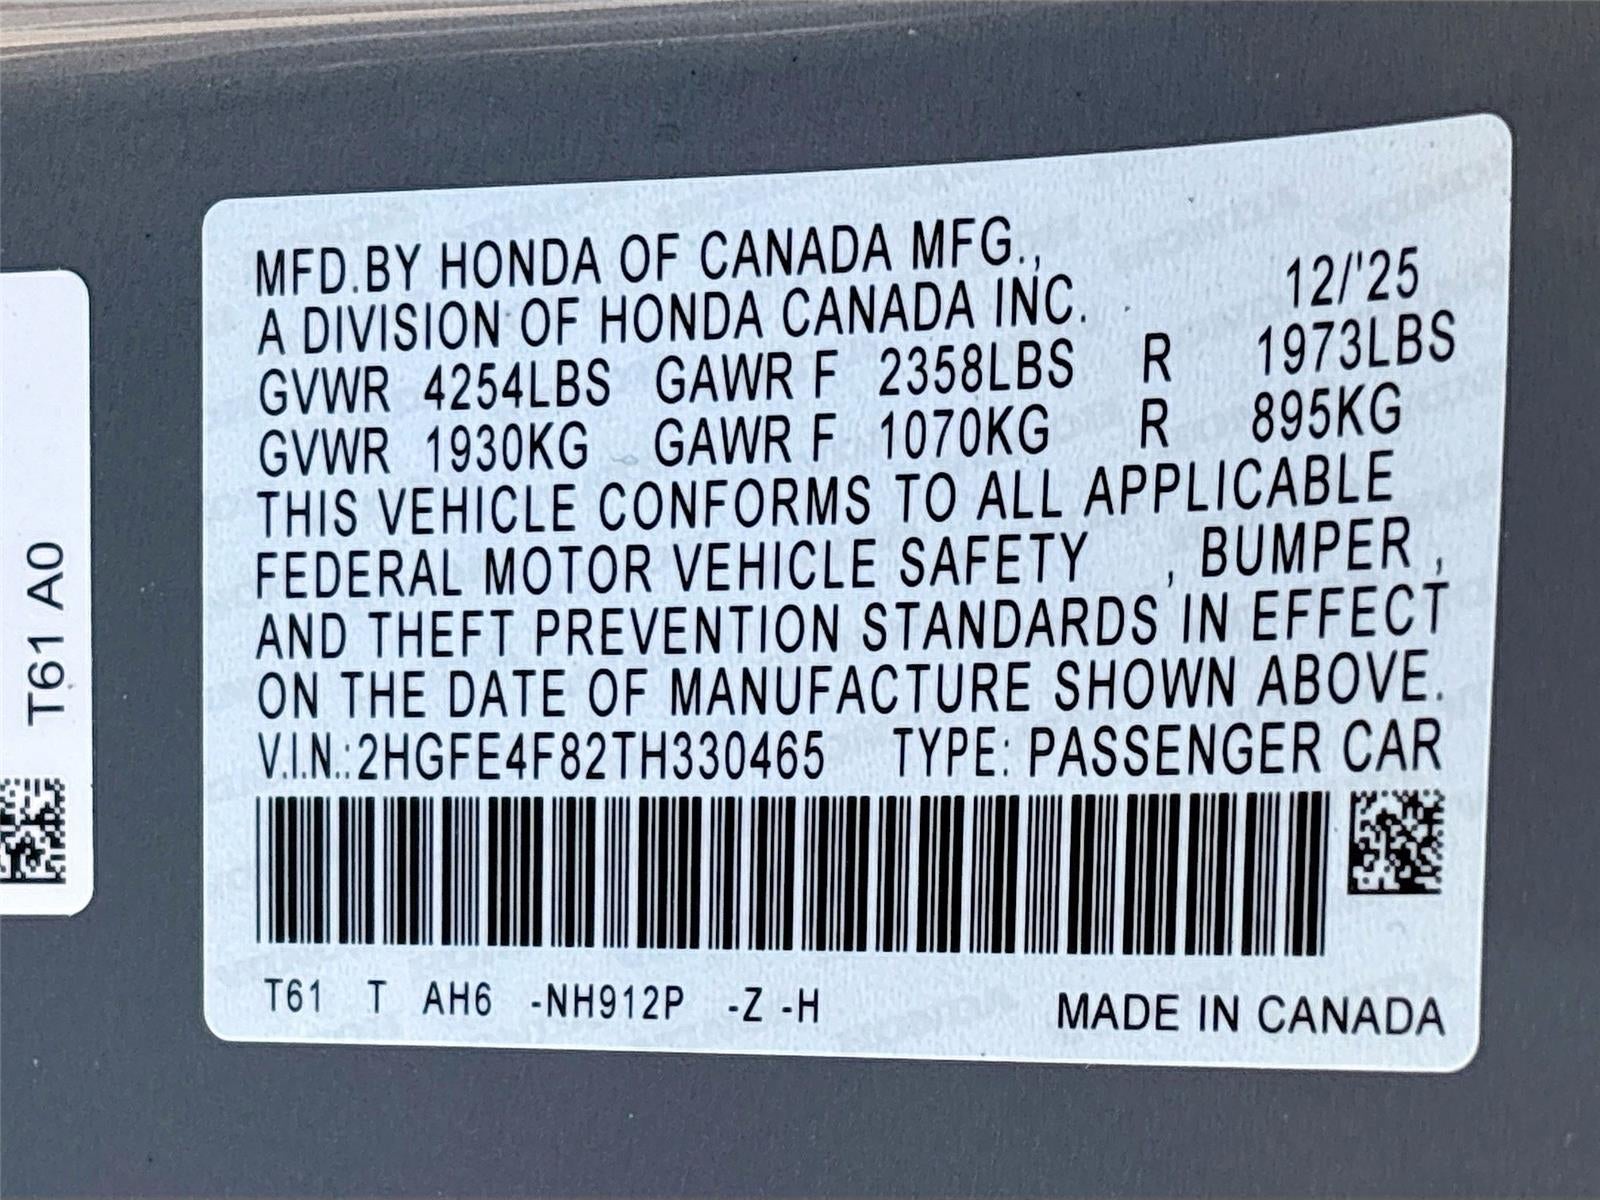 MFD.BY HONDA OF CANADA MFG.,
A DIVISION OF HONDA CANADA INC. 12/'25
GVWR 4254LBS GAWR F 2358LBS R 1973LBS
GVWR 1930KG GAWR F 1070KG R 895KG
THIS VEHICLE CONFORMS TO ALL APPLICABLE
FEDERAL MOTOR VEHICLE SAFETY , BUMPER ,
AND THEFT PREVENTION STANDARDS IN EFFECT
ON THE DATE OF MANUFACTURE SHOWN ABOVE.
V.I.N.:2HGFE4F82TH330465 TYPE: PASSENGER CAR
T61 T AH6 -NH912P -Z -H MADE IN CANADA
T61 A0